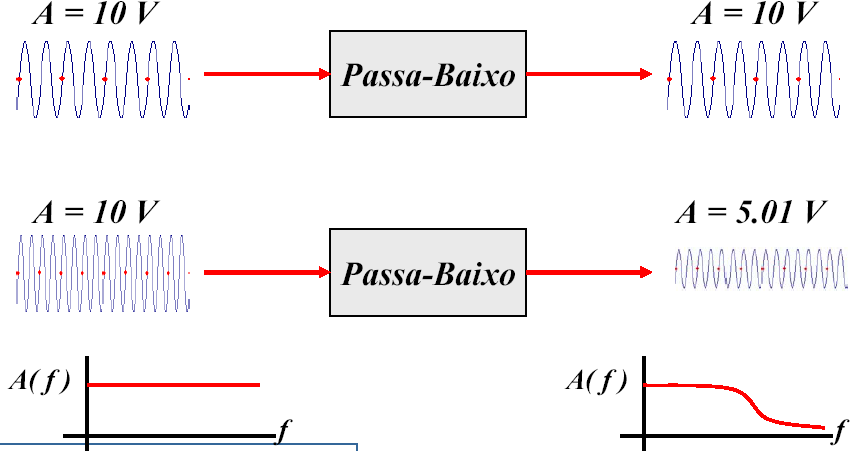 A = 10 V
A = 10 V
Passa-Baixo
A = 10 V
A = 5.01 V
Passa-Baixo
A(f)
f
A(f)
f